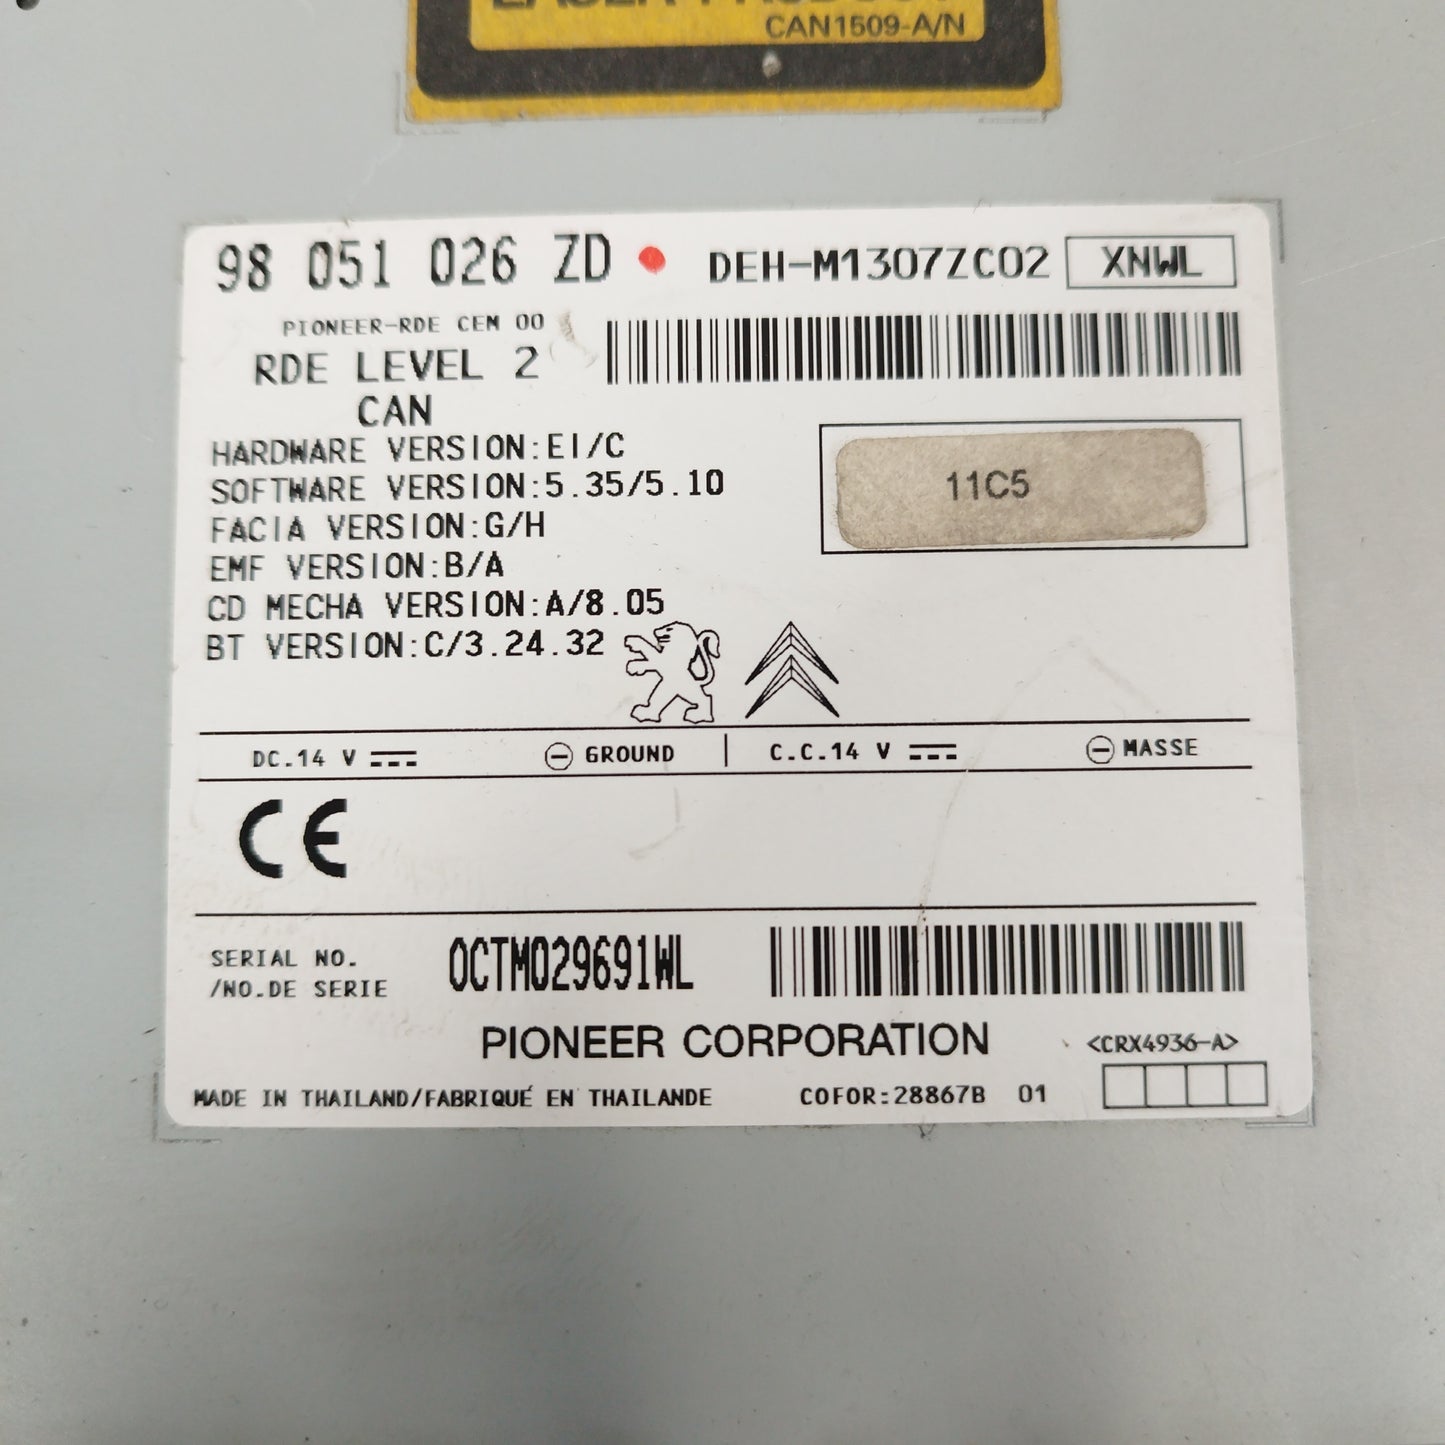 CAN1509-A/N
98 051 026 ZD DEH-M1307ZC02 XNWL
PIONEER-RDE CEM 00
RDE LEVEL 2
CAN
HARDWARE VERSION:EI/C
SOFTWARE VERSION:5.35/5.10
11C5
FACIA VERSION:G/H
EMF VERSION:B/A
CD MECHA VERSION:A/8.05
BT VERSION:C/3.24.32
DC.14 V GROUND | C.C.14 V MASSE
CE
SERIAL NO.
/NO.DE SERIE
OCTM029691WL
PIONEER CORPORATION
<CRX4936-A>
MADE IN THAILAND/FABRIQUÉ EN THAILANDE COFOR:28867B 01